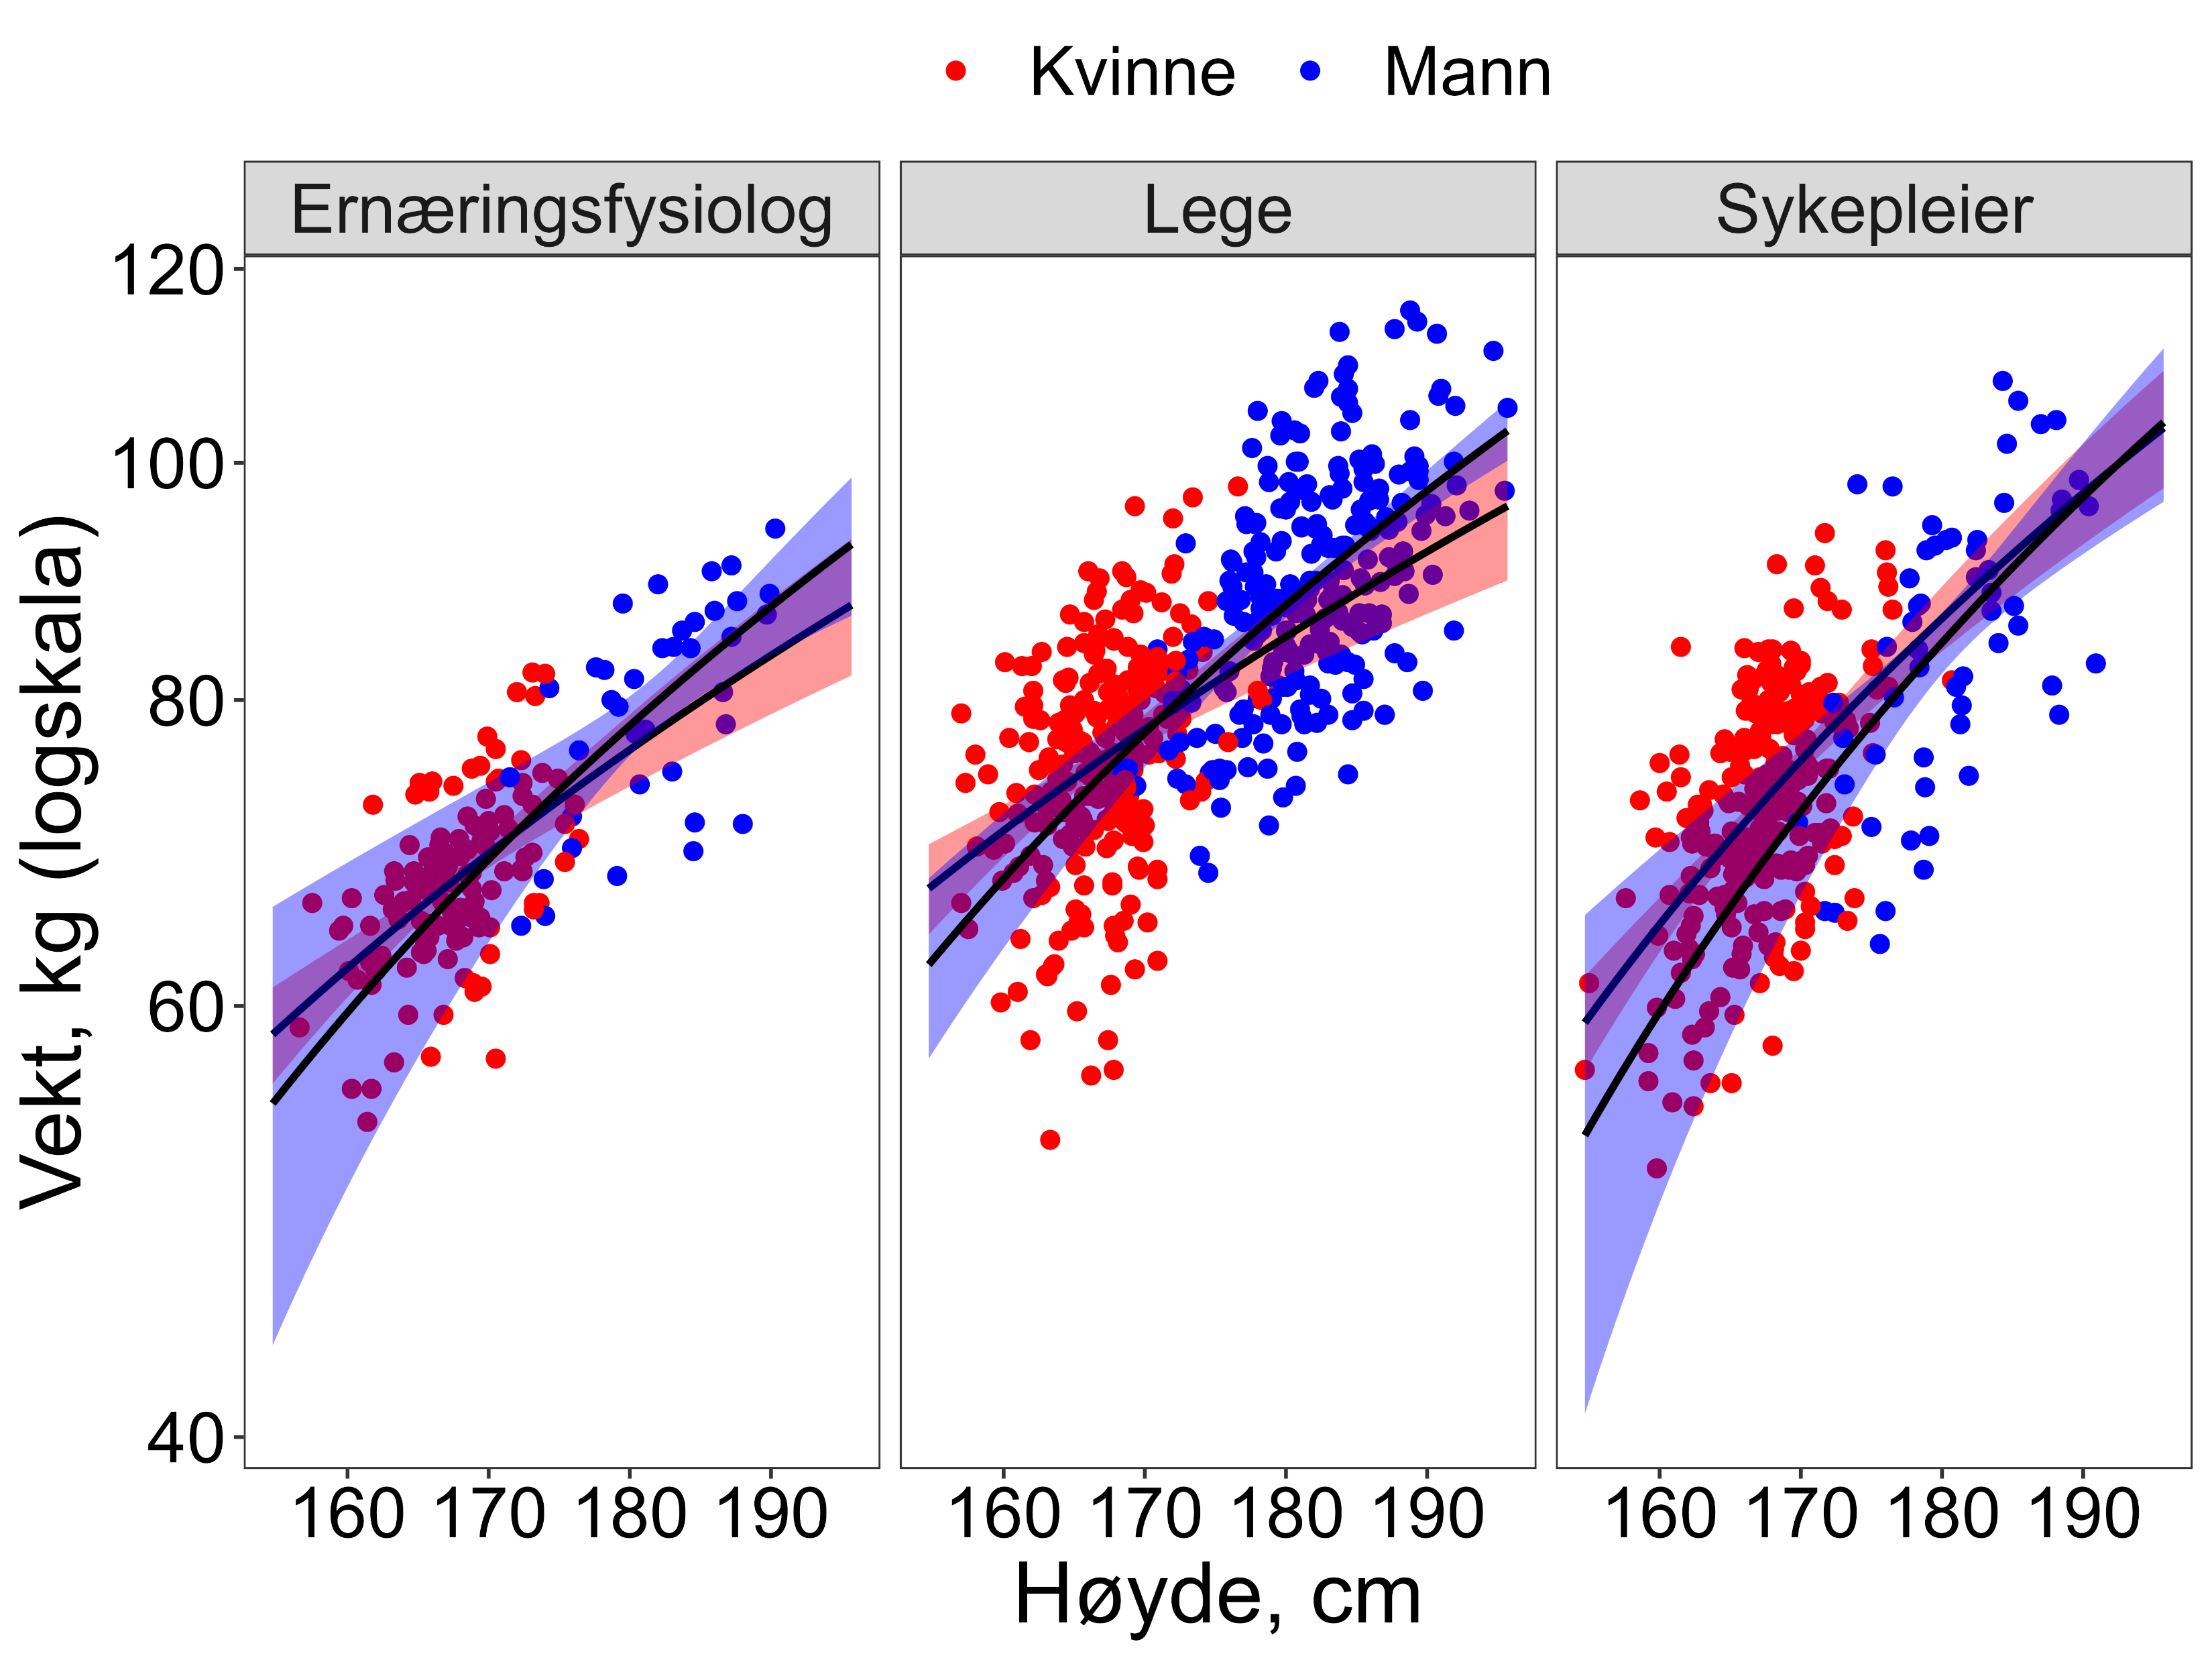 Kvinne Mann
Ernæringsfysiolog Lege Sykepleier
120
100
80
60
40
Vekt, kg (logskala)
160 170 180 190 160 170 180 190 160 170 180 190
Høyde, cm